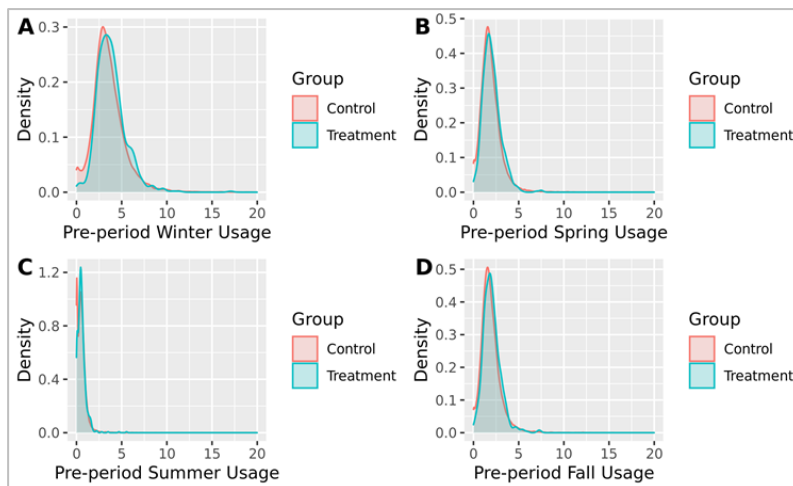 A
0.3
0.2
0.1
0.0
Density
0 5 10 15 20
Pre-period Winter Usage
Group
Control
Treatment
B
0.5
0.4
0.3
0.2
0.1
0.0
Density
0 5 10 15 20
Pre-period Spring Usage
Group
Control
Treatment
C
1.2
0.8
0.4
0.0
Density
0 5 10 15 20
Pre-period Summer Usage
Group
Control
Treatment
D
0.5
0.4
0.3
0.2
0.1
0.0
Density
0 5 10 15 20
Pre-period Fall Usage
Group
Control
Treatment